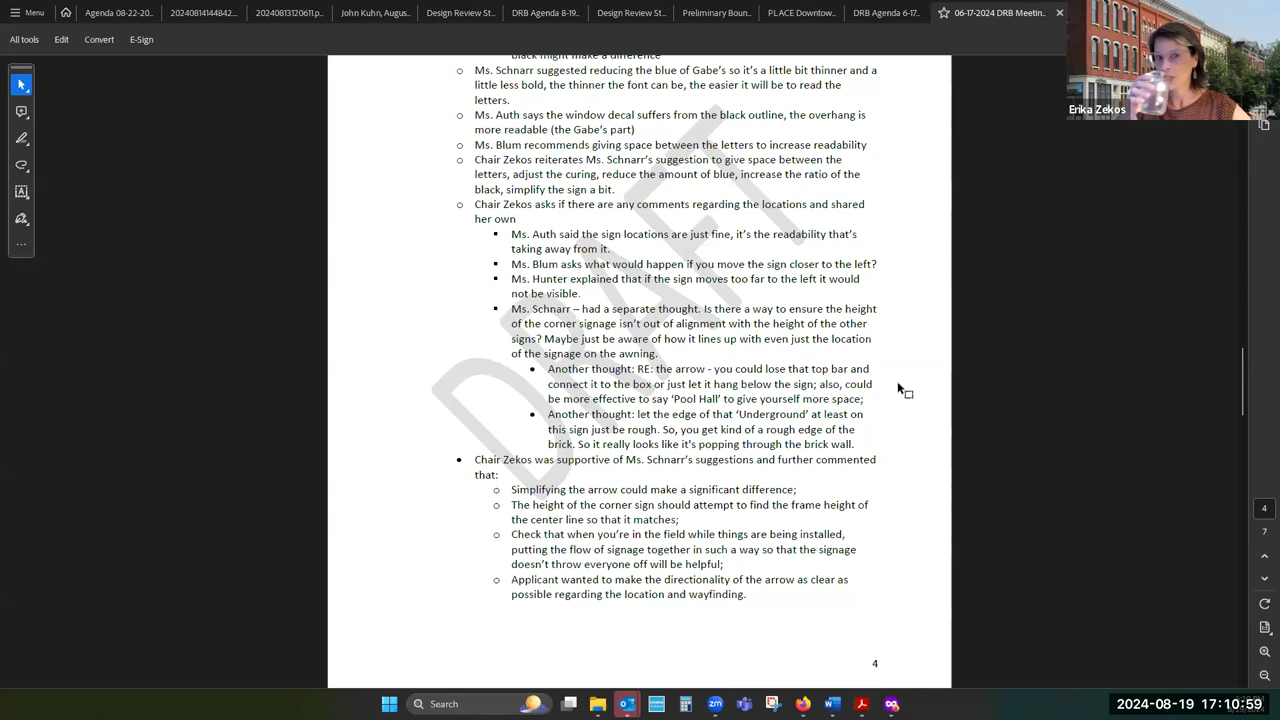 Menu
Agenda 08-22-20...
20240814144842...
20240813120611.p...
John Kuhn, Augus...
Design Review St...
DRB Agenda 8-19...
Design Review St...
Preliminary Boun...
PLACE Downtow...
DRB Agenda 6-17...
06-17-2024 DRB Meetin...
All tools
Edit
Convert
E-Sign
Erika Zekos
black might make a difference
o Ms. Schnarr suggested reducing the blue of Gabe's so it's a little bit thinner and a
little less bold, the thinner the font can be, the easier it will be to read the
letters.
o Ms. Auth says the window decal suffers from the black outline, the overhang is
more readable (the Gabe's part)
o Ms. Blum recommends giving space between the letters to increase readability
o Chair Zekos reiterates Ms. Schnarr's suggestion to give space between the
letters, adjust the curing, reduce the amount of blue, increase the ratio of the
black, simplify the sign a bit.
o Chair Zekos asks if there are any comments regarding the locations and shared
her own
▪ Ms. Auth said the sign locations are just fine, it's the readability that's
taking away from it.
▪ Ms. Blum asks what would happen if you move the sign closer to the left?
▪ Ms. Hunter explained that if the sign moves too far to the left it would
not be visible.
▪ Ms. Schnarr – had a separate thought. Is there a way to ensure the height
of the corner signage isn't out of alignment with the height of the other
signs? Maybe just be aware of how it lines up with even just the location
of the signage on the awning.
• Another thought: RE: the arrow - you could lose that top bar and
connect it to the box or just let it hang below the sign; also, could
be more effective to say 'Pool Hall' to give yourself more space;
• Another thought: let the edge of that 'Underground' at least on
this sign just be rough. So, you get kind of a rough edge of the
brick. So it really looks like it's popping through the brick wall.
• Chair Zekos was supportive of Ms. Schnarr's suggestions and further commented
that:
o Simplifying the arrow could make a significant difference;
o The height of the corner sign should attempt to find the frame height of
the center line so that it matches;
o Check that when you're in the field while things are being installed,
putting the flow of signage together in such a way so that the signage
doesn't throw everyone off will be helpful;
o Applicant wanted to make the directionality of the arrow as clear as
possible regarding the location and wayfinding.
4
DRAFT
4
7
Search
2024-08-19 17:10:59